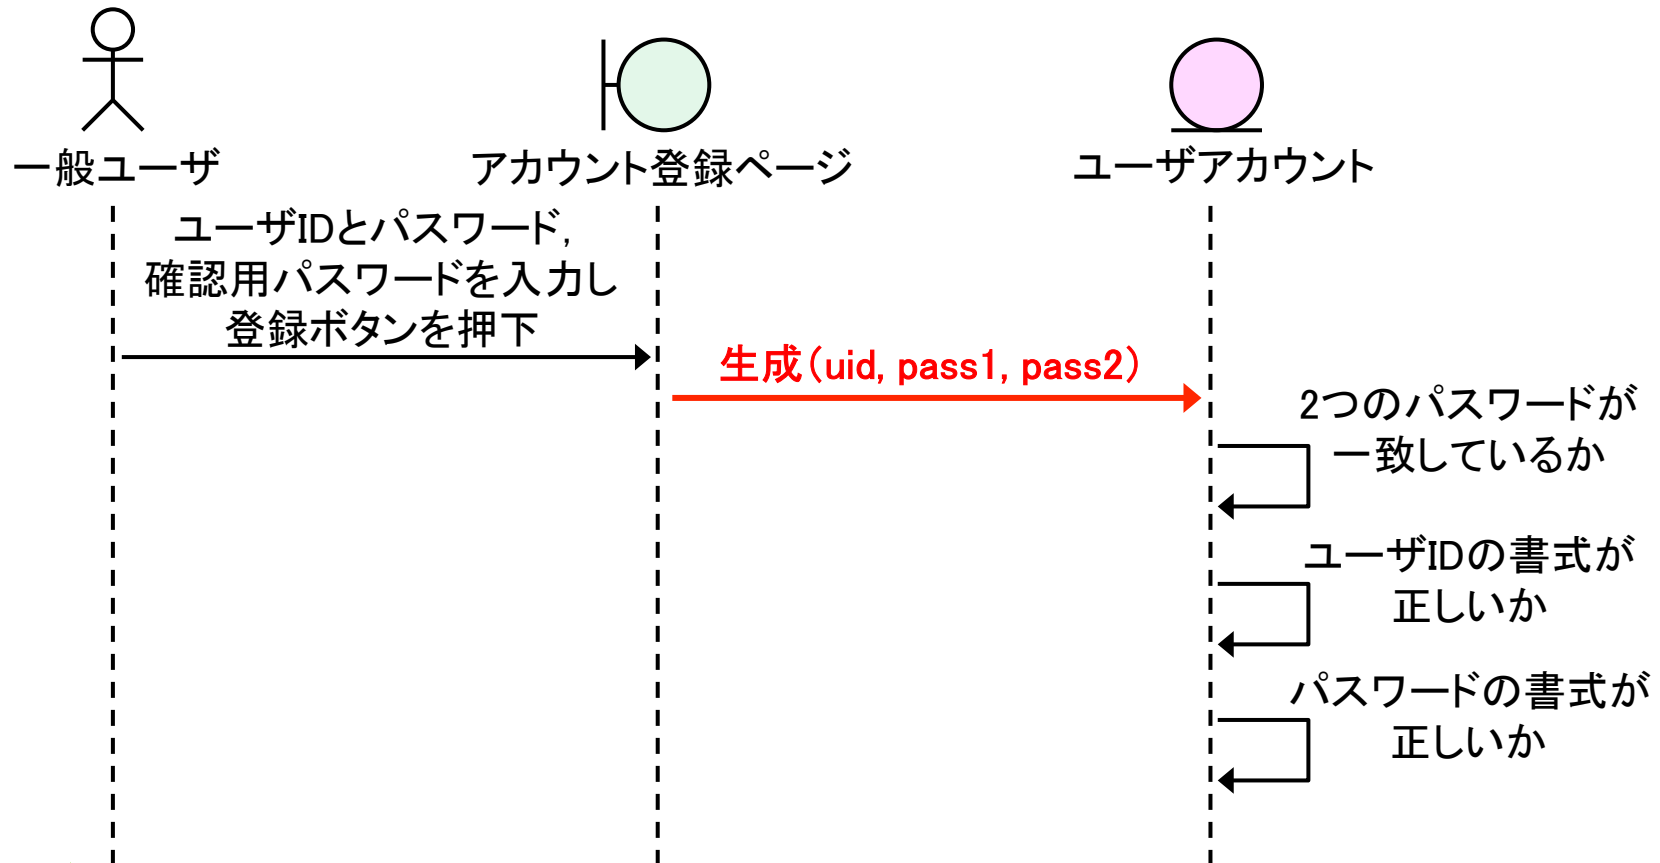 一般ユーザ
アカウント登録ページ
ユーザアカウント
ユーザIDとパスワード,
確認用パスワードを入力し
登録ボタンを押下
生成(uid, pass1, pass2)
2つのパスワードが
一致しているか
ユーザIDの書式が
正しいか
パスワードの書式が
正しいか